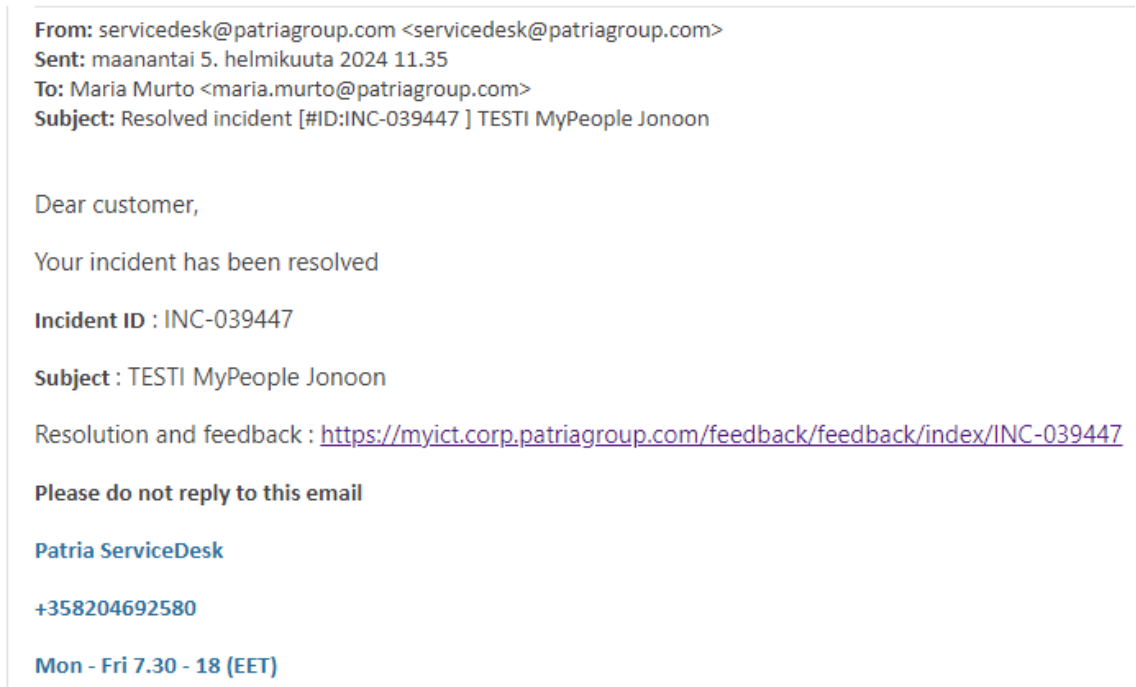 From: servicedesk@patriagroup.com <servicedesk@patriagroup.com>
Sent: maanantai 5. helmikuuta 2024 11.35
To: Maria Murto <maria.murto@patriagroup.com>
Subject: Resolved incident [#ID:INC-039447 ] TESTI MyPeople Jonoon
Dear customer,
Your incident has been resolved
Incident ID : INC-039447
Subject : TESTI MyPeople Jonoon
Resolution and feedback : https://myict.corp.patriagroup.com/feedback/feedback/index/INC-039447
Please do not reply to this email
Patria ServiceDesk
+358204692580
Mon - Fri 7.30 - 18 (EET)